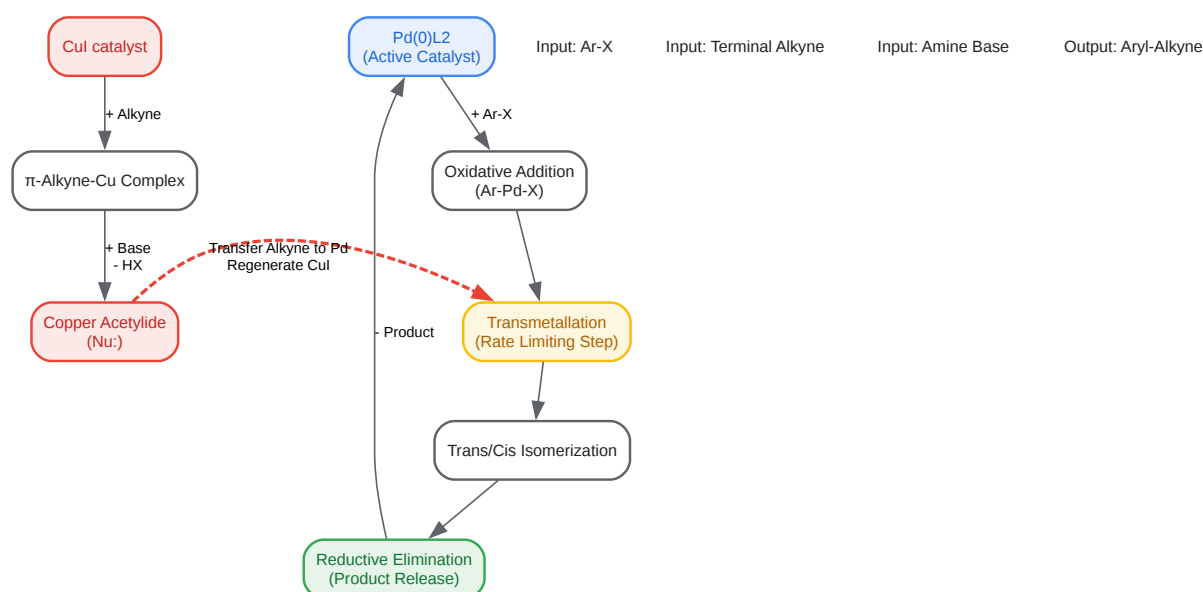 CuI catalyst
Pd(0)L2
(Active Catalyst)
Input: Ar-X
Input: Terminal Alkyne
Input: Amine Base
Output: Aryl-Alkyne
+ Alkyne
+ Ar-X
π-Alkyne-Cu Complex
Oxidative Addition
(Ar-Pd-X)
+ Base
- HX
Transfer Alkyne to Pd
Regenerate CuI
Copper Acetylide
(Nu:)
- Product
Transmetallation
(Rate Limiting Step)
Trans/Cis Isomerization
Reductive Elimination
(Product Release)